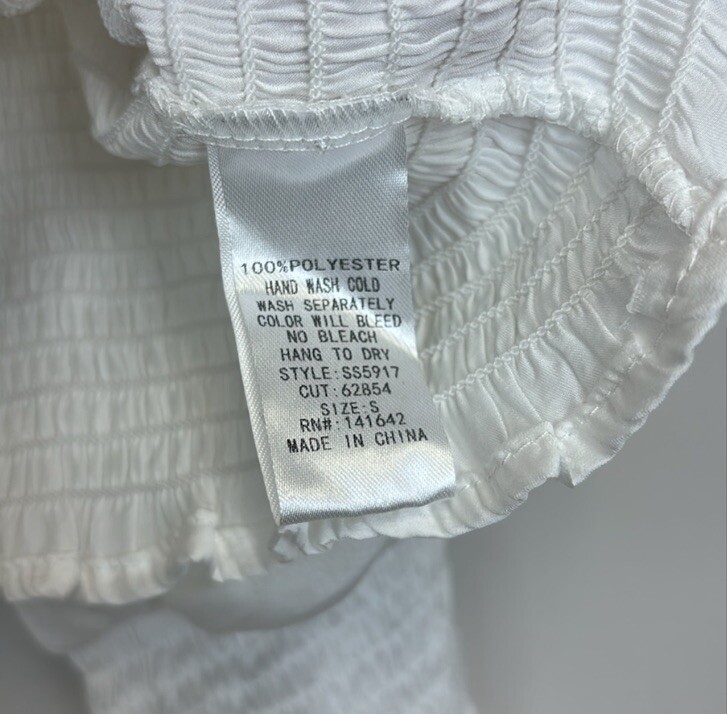 100%POLYESTER
HAND WASH COLD
WASH SEPARATELY
COLOR WILL BLEED
NO BLEACH
HANG TO DRY
STYLE:SS5917
CUT:62854
SIZE:S
RN#:141642
MADE IN CHINA